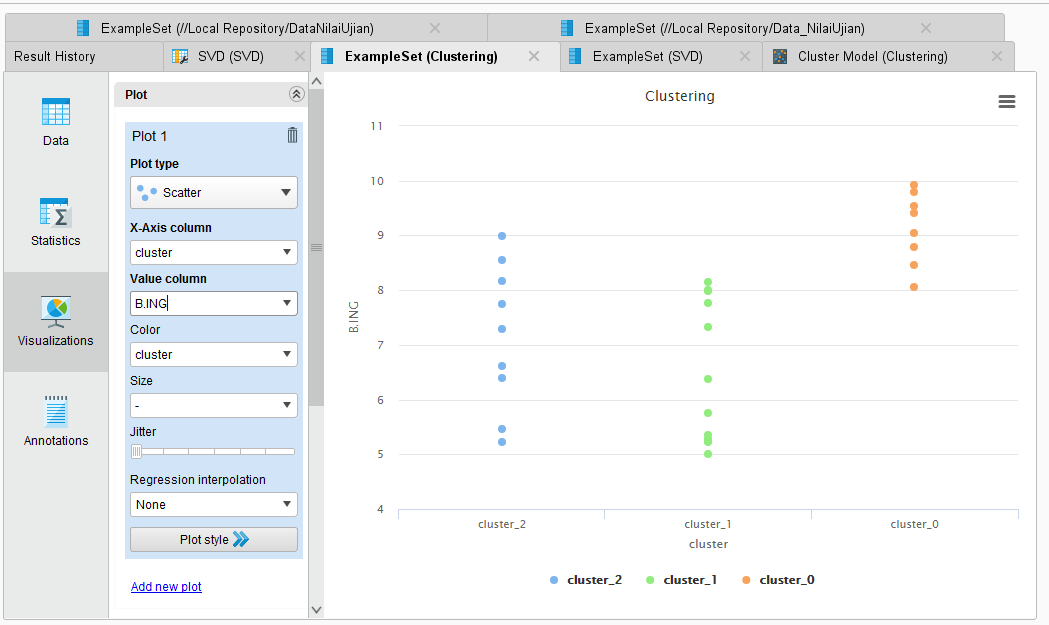 ExampleSet (//Local Repository/DataNilaiUjian)
ExampleSet (//Local Repository/Data_NilaiUjian)
Result History
SVD (SVD)
ExampleSet (Clustering)
ExampleSet (SVD)
Cluster Model (Clustering)
Data
Statistics
Visualizations
Annotations
Plot
Plot 1
Plot type
Scatter
X-Axis column
cluster
Value column
B.ING
Color
cluster
Size
-
Jitter
Regression interpolation
None
Plot style
Add new plot
Clustering
11
10
9
8
7
6
5
4
B.ING
cluster_2 cluster_1 cluster_0
cluster
cluster_2 cluster_1 cluster_0